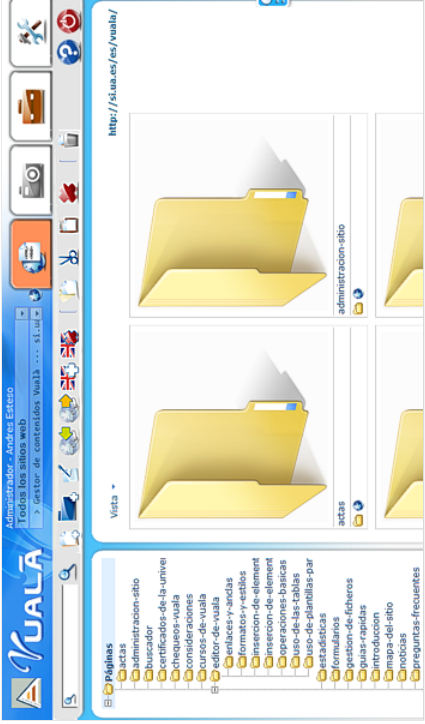 VUALÀ
Administrador - Andres Esteso
Todos los sitios web
> Gestor de contenidos Vualà --- si.ua
Páginas
actas
administracion-sitio
buscador
certificados-de-la-univer
chequeos-vuala
consideraciones
cursos-de-vuala
editor-de-vuala
enlaces-y-anclas
formatos-y-estilos
insercion-de-element
insercion-de-element
operaciones-basicas
uso-de-las-tablas
uso-de-plantillas-par
estadisticas
formularios
gestion-de-ficheros
guias-rapidas
introduccion
mapa-del-sitio
noticias
preguntas-frecuentes
Vista
http://si.ua.es/es/vuala/
actas
administracion-sitio